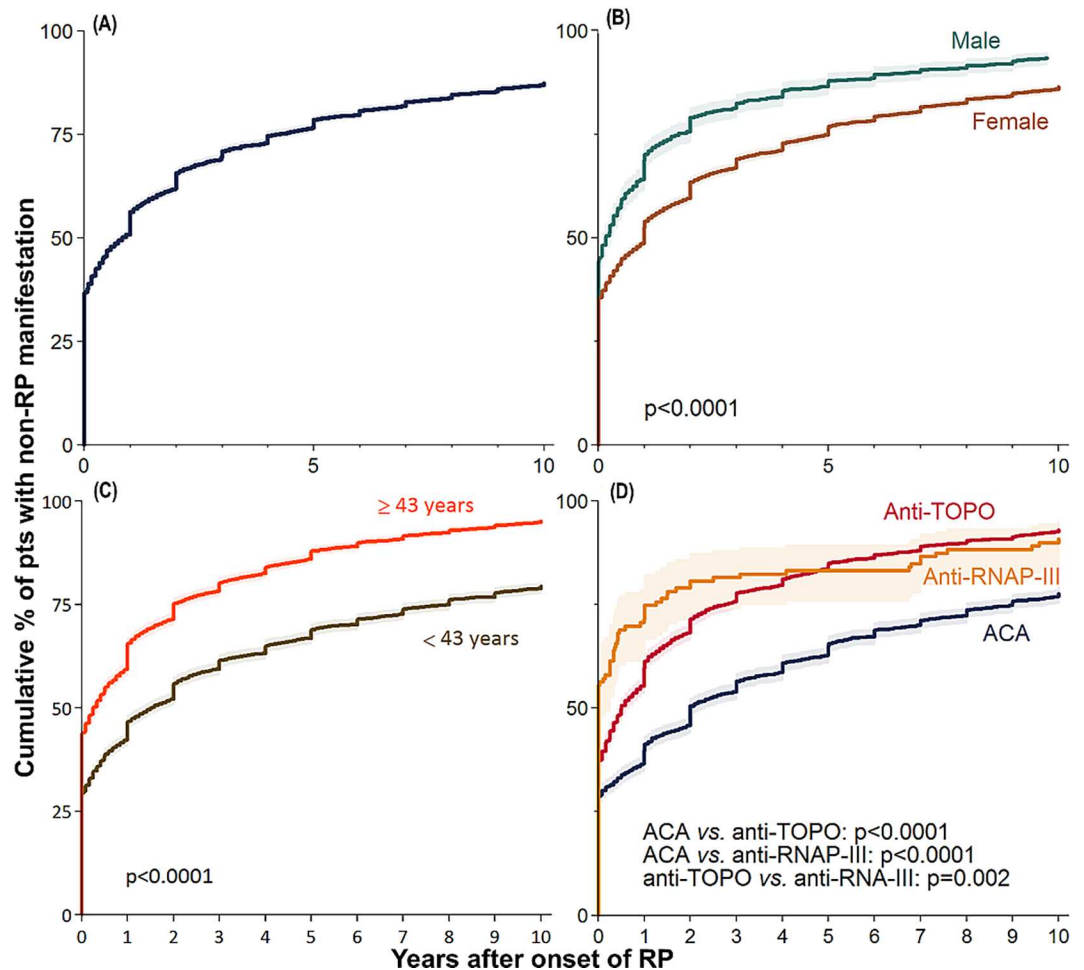 Cumulative % of pts with non-RP manifestation
(A)
100
75
50
25
0
0 5 10
(B)
100
75
50
25
0
Male
Female
p<0.0001
0 5 10
(C)
100
75
50
25
0
≥ 43 years
< 43 years
p<0.0001
0 1 2 3 4 5 6 7 8 9 10
(D)
100
75
50
25
0
Anti-TOPO
Anti-RNAP-III
ACA
ACA vs. anti-TOPO: p<0.0001
ACA vs. anti-RNAP-III: p<0.0001
anti-TOPO vs. anti-RNA-III: p=0.002
0 1 2 3 4 5 6 7 8 9 10
Years after onset of RP